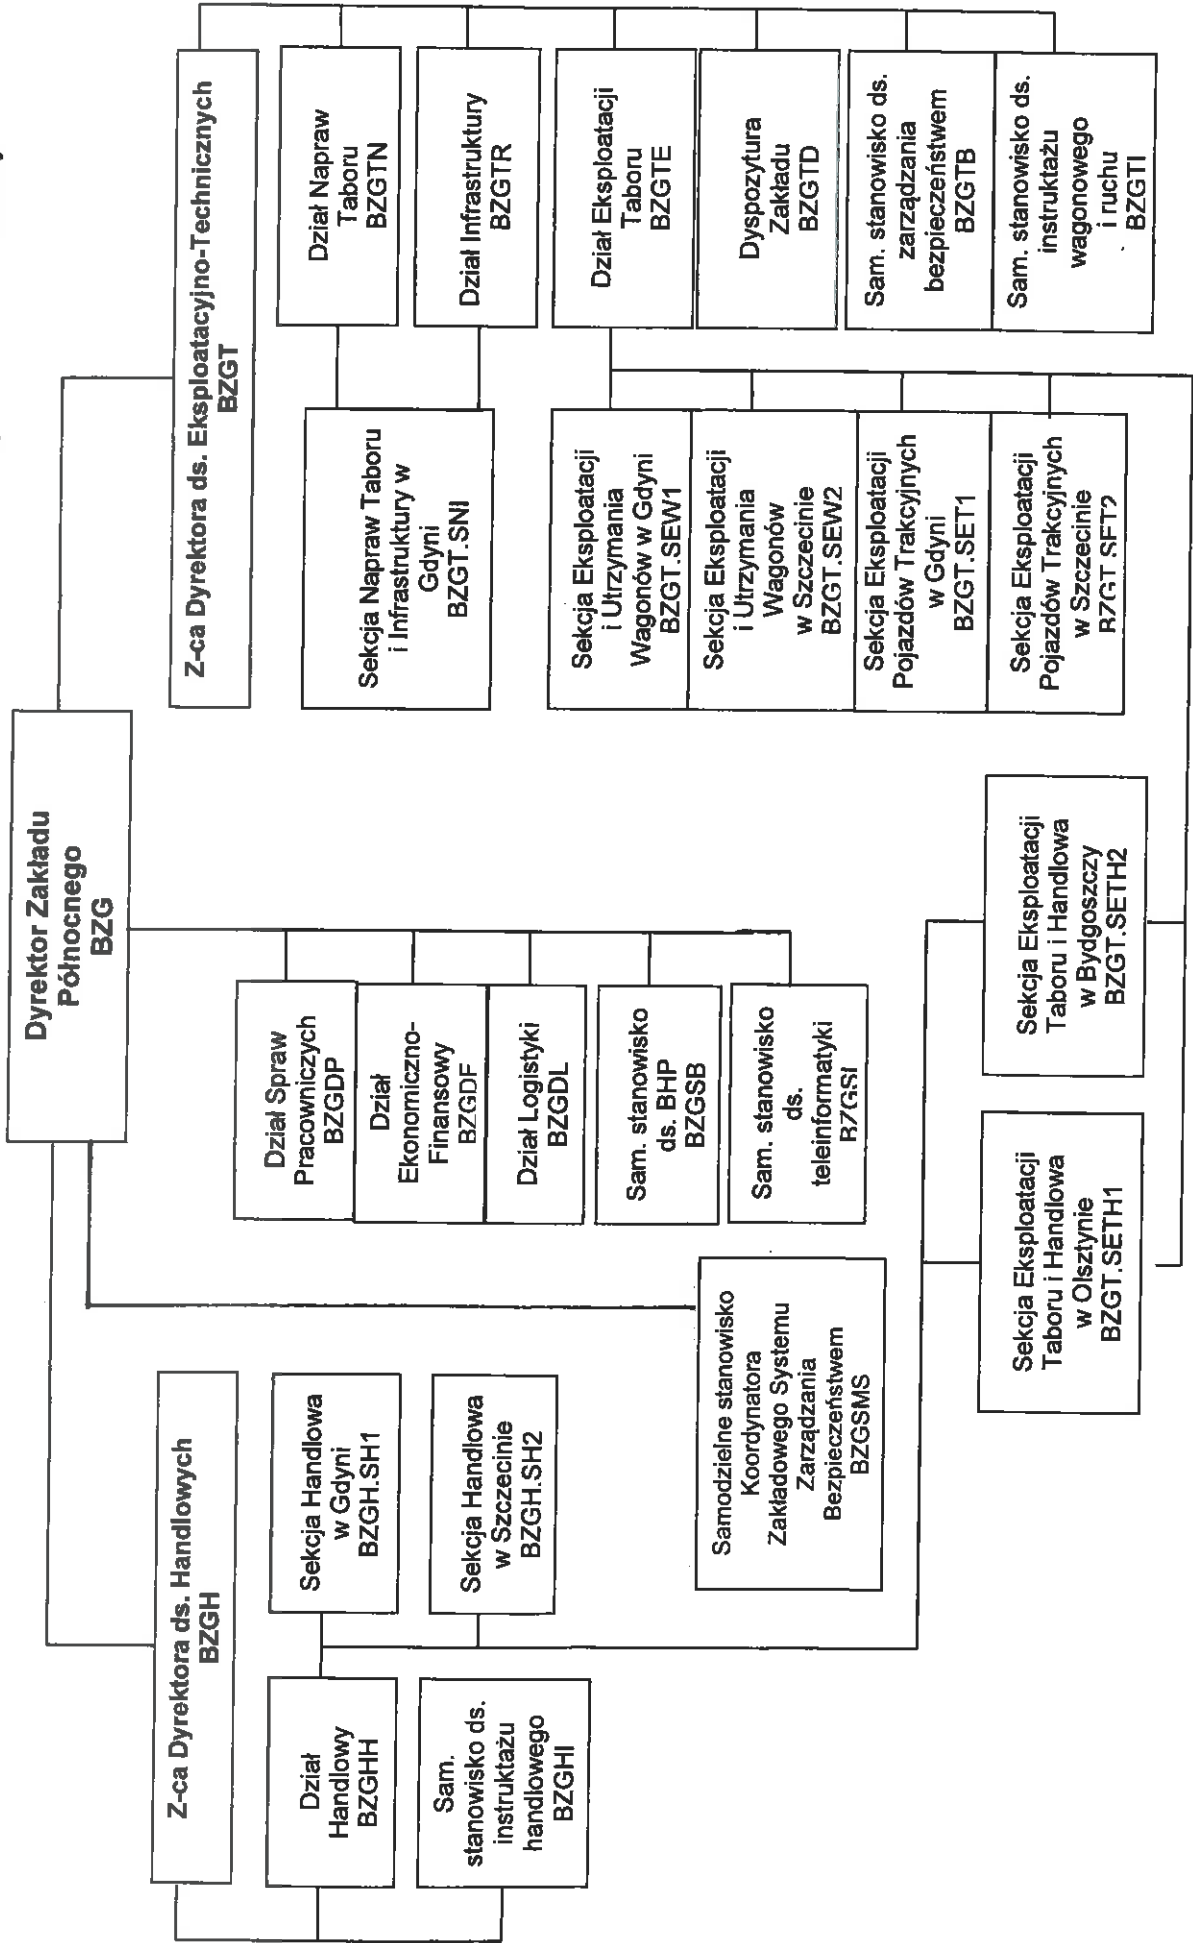 Dyrektor Zakładu
Północnego
BZG
Z-ca Dyrektora ds. Handlowych
BZGH
Z-ca Dyrektora ds. Eksploatacyjno-Technicznych
BZGT
Dział
Handlowy
BZGHH
Sam.
stanowisko ds.
instruktażu
handlowego
BZGHI
Sekcja Handlowa
w Gdyni
BZGH.SH1
Sekcja Handlowa
w Szczecinie
BZGH.SH2
Samodzielne stanowisko
Koordynatora
Zakładowego Systemu
Zarządzania
Bezpieczeństwem
BZGSMS
Dział Spraw
Pracowniczych
BZGDP
Dział
Ekonomiczno-
Finansowy
BZGDF
Dział Logistyki
BZGDL
Sam. stanowisko
ds. BHP
BZGSB
Sam. stanowisko
ds.
teleinformatyki
BZGSI
Sekcja Napraw Taboru
i Infrastruktury w
Gdyni
BZGT.SNI
Sekcja Eksploatacji
i Utrzymania
Wagonów w Gdyni
BZGT.SEW1
Sekcja Eksploatacji
i Utrzymania
Wagonów
w Szczecinie
BZGT.SEW2
Sekcja Eksploatacji
Pojazdów Trakcyjnych
w Gdyni
BZGT.SET1
Sekcja Eksploatacji
Pojazdów Trakcyjnych
w Szczecinie
BZGT.SET2
Dział Napraw
Taboru
BZGTN
Dział Infrastruktury
BZGTR
Dział Eksploatacji
Taboru
BZGTE
Dyspozytura
Zakładu
BZGTD
Sam. stanowisko ds.
zarządzania
bezpieczeństwem
BZGTB
Sam. stanowisko ds.
instruktażu
wagonowego
i ruchu
BZGTI
Sekcja Eksploatacji
Taboru i Handlowa
w Olsztynie
BZGT.SETH1
Sekcja Eksploatacji
Taboru i Handlowa
w Bydgoszczy
BZGT.SETH2